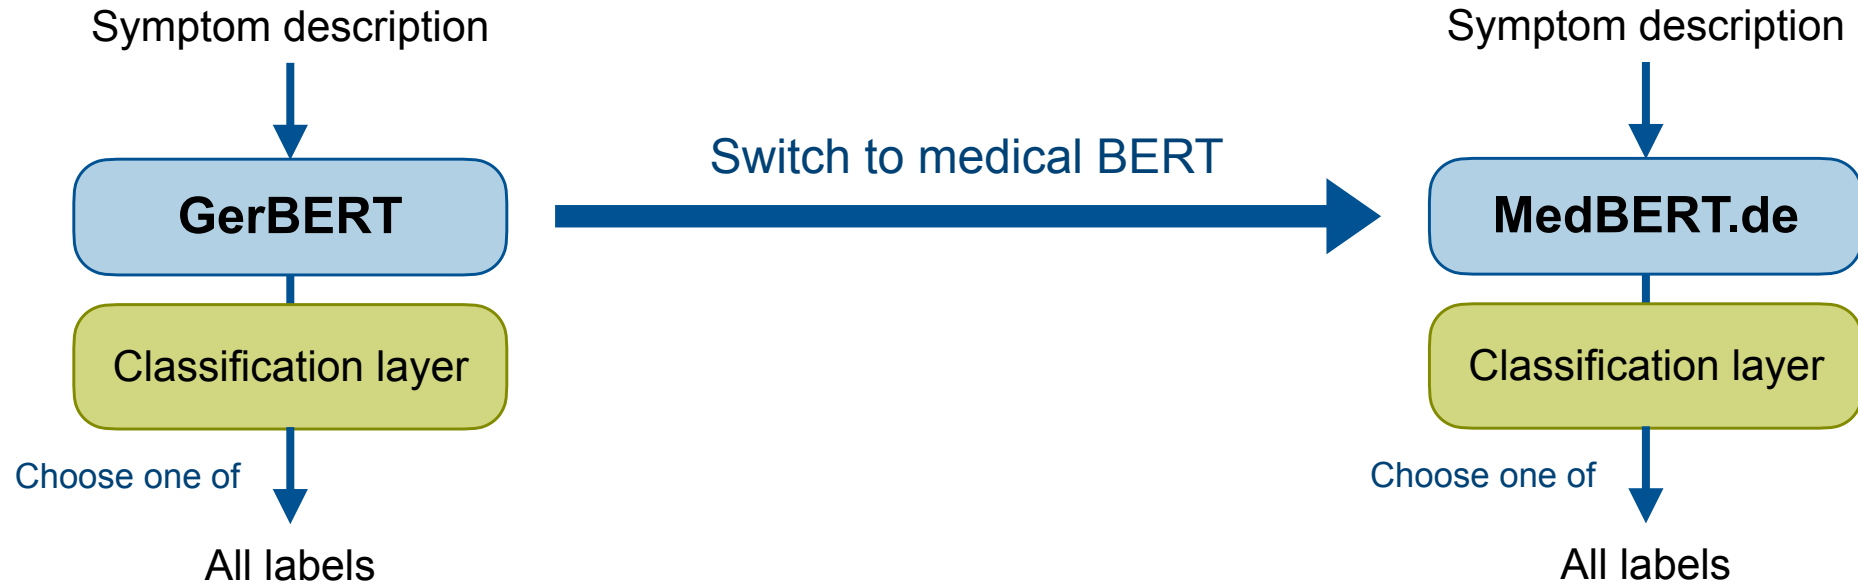 Symptom description
GerBERT
Classification layer
Choose one of
All labels
Switch to medical BERT
Symptom description
MedBERT.de
Classification layer
Choose one of
All labels